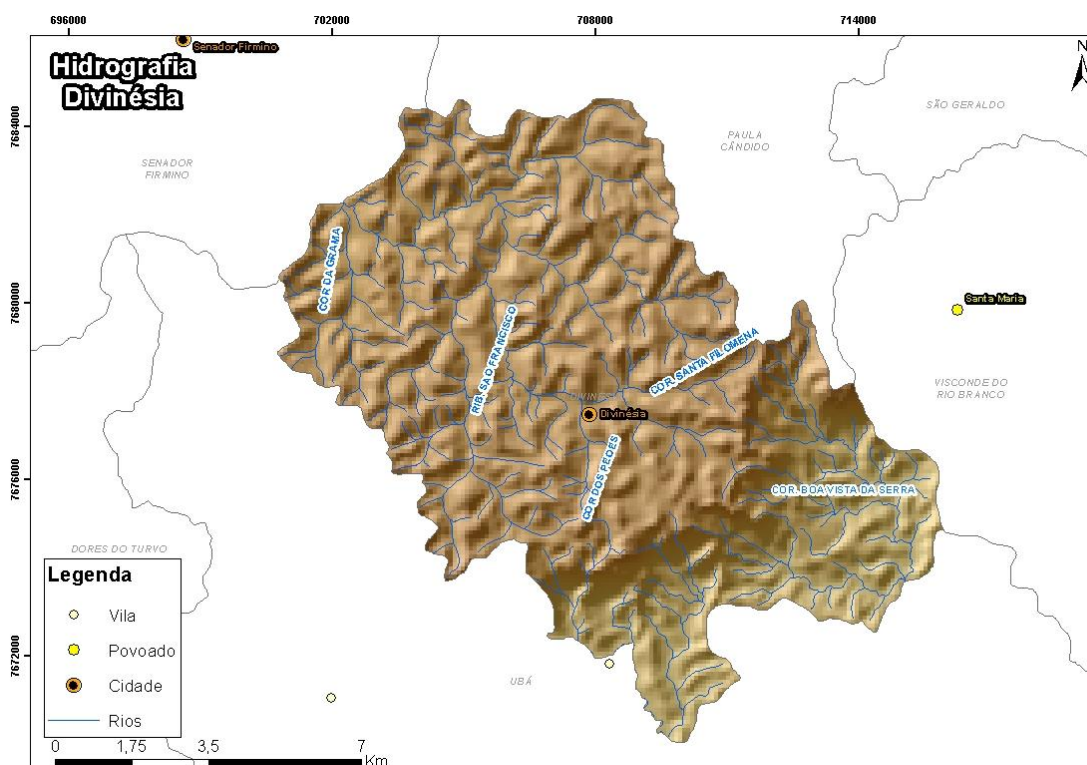 696000
702000
708000
714000
Senador Firmino
N
Hidrografia
Divinésia
7684000
SÃO GERALDO
PAULA
CÂNDIDO
SENADOR
FIRMINO
COR DA GRAMA
7680000
Santa Maria
RIB. SAO FRANCISCO
COR. SANTA FILOMENA
VISCONDE DO
RIO BRANCO
Divinésia
COR DOS PEOES
7676000
COR. BOA VISTA DA SERRA
DORES DO TURVO
Legenda
Vila
Povoado
Cidade
Rios
7672000
UBÁ
0
1,75
3,5
7
Km